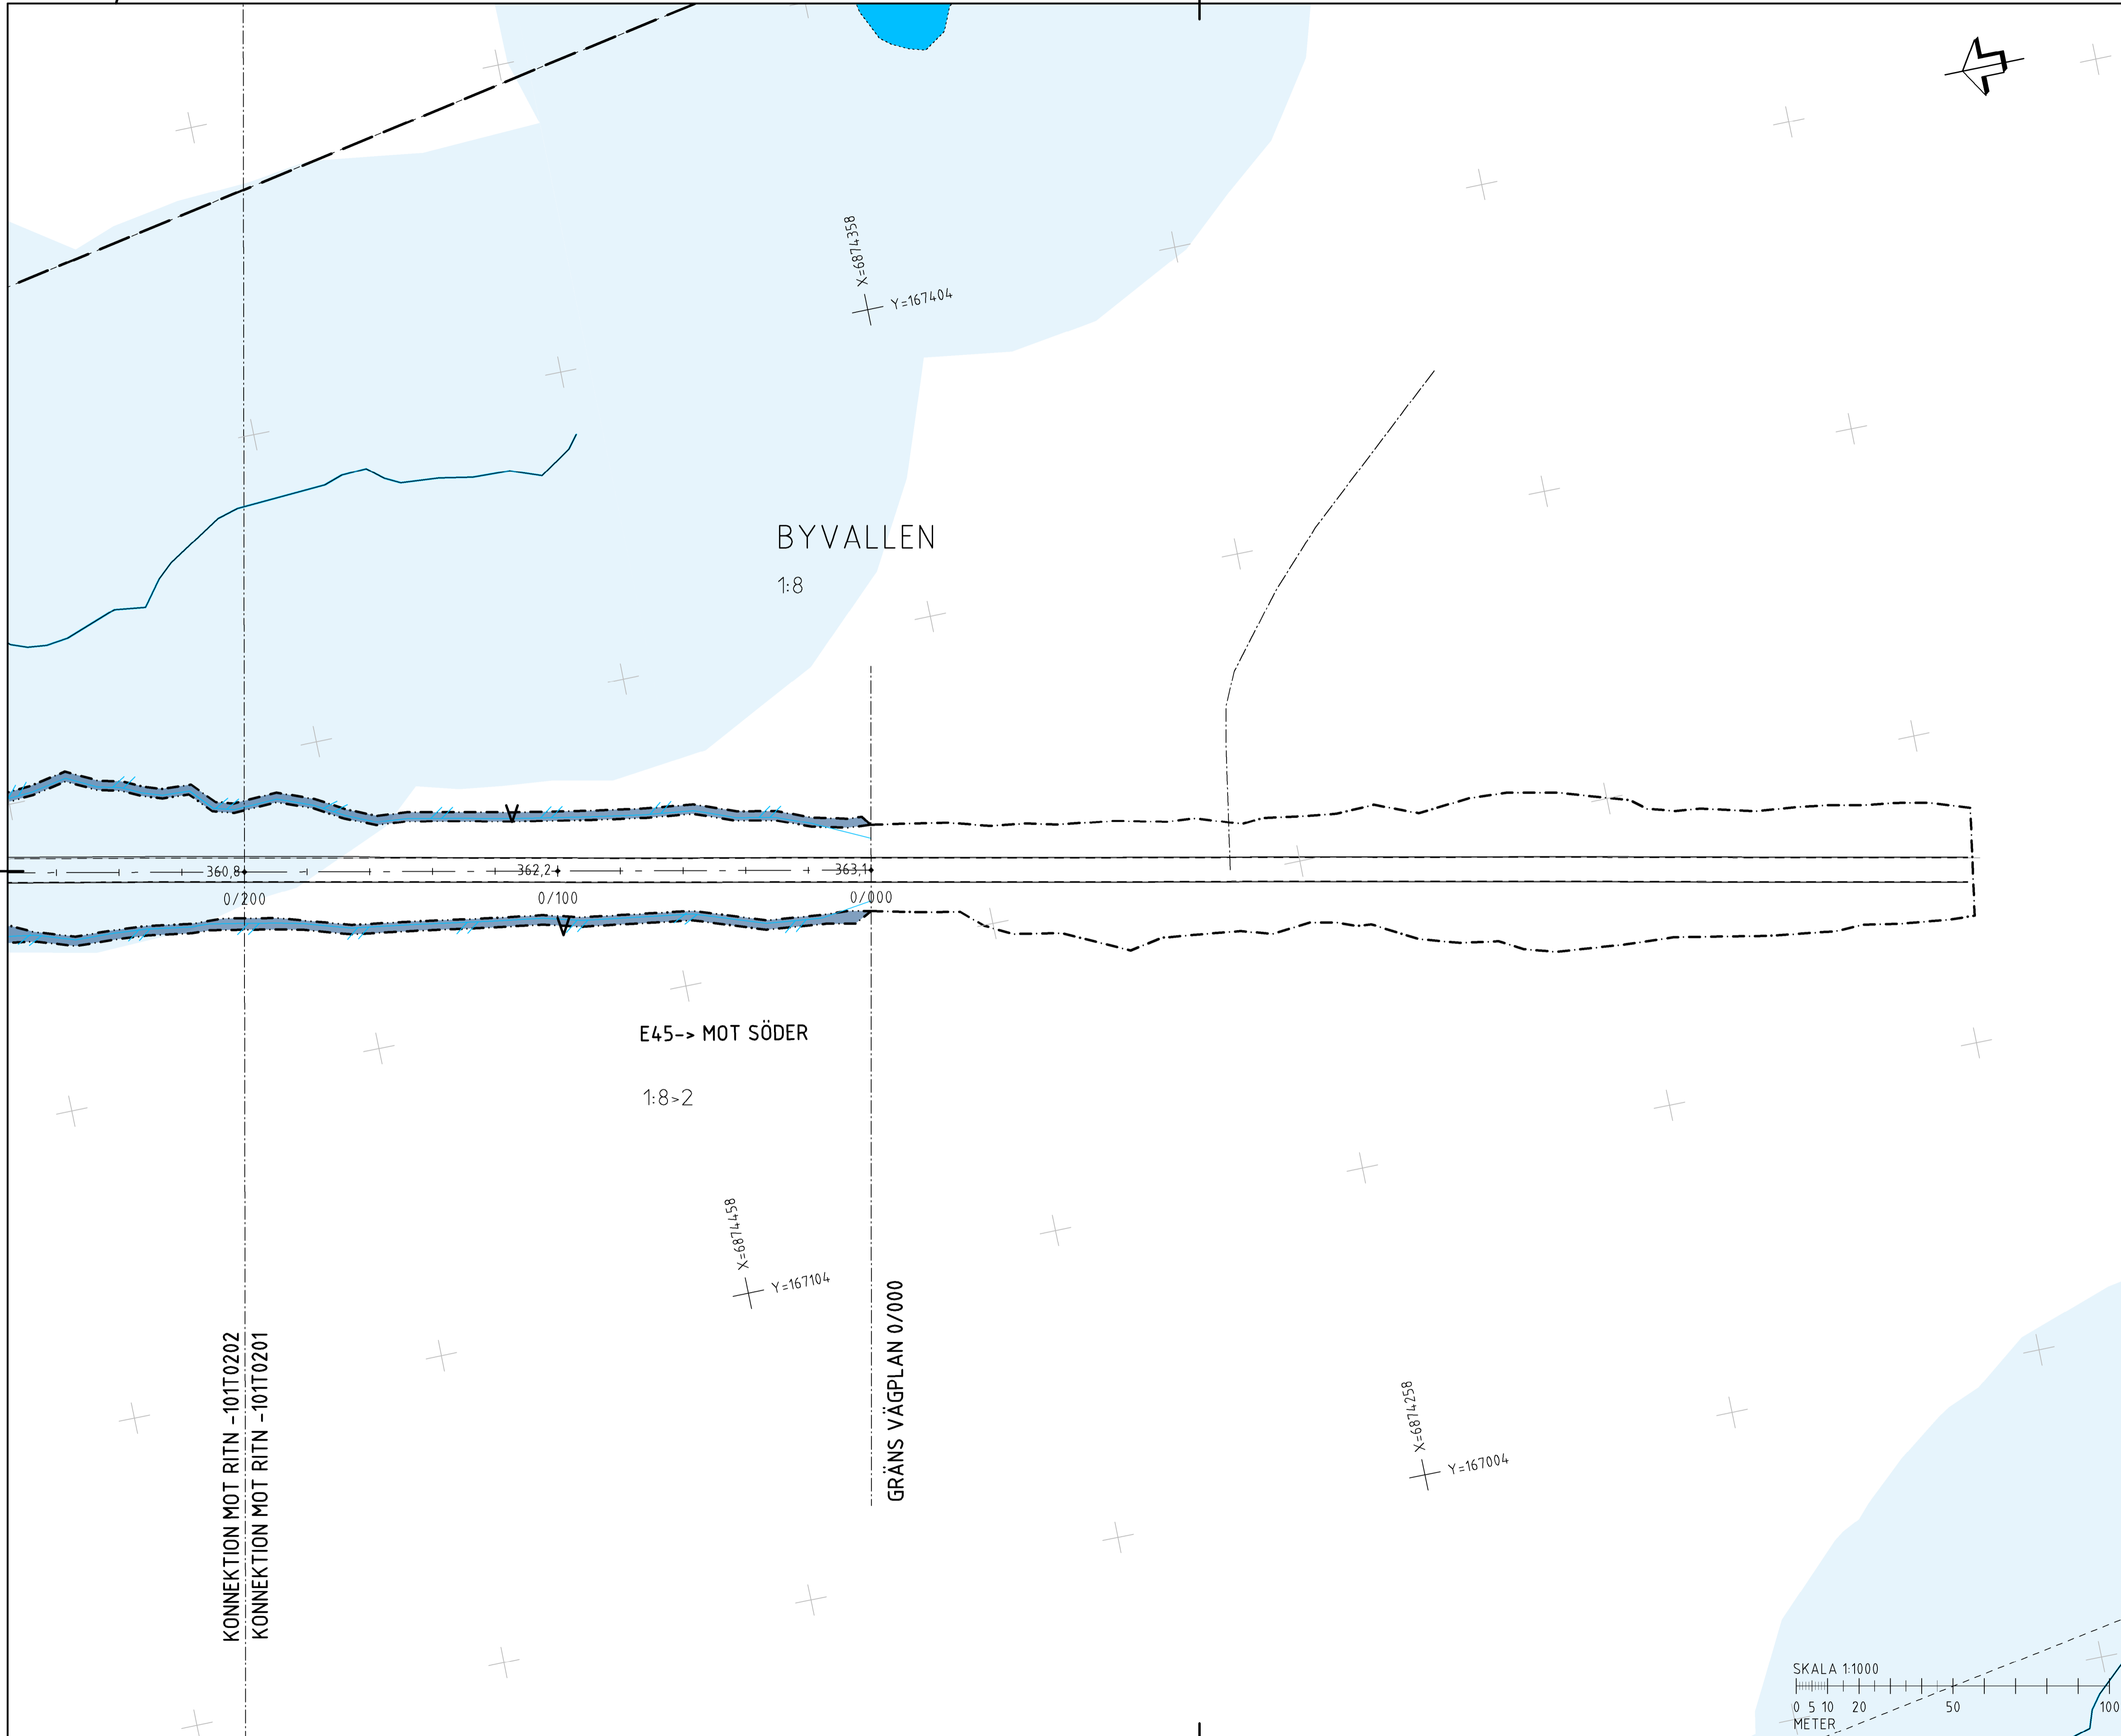 X=6874358
Y=167404
BYVALLEN
1:8
V
360,8
362,2
363,1
0/200
0/100
0/000
V
E45-> MOT SÖDER
1:8>2
X=6874458
Y=167104
KONNEKTION MOT RITN -101T0202
KONNEKTION MOT RITN -101T0201
GRÄNS VÄGPLAN 0/000
X=6874258
Y=167004
SKALA 1:1000
0 5 10 20 50 100
METER